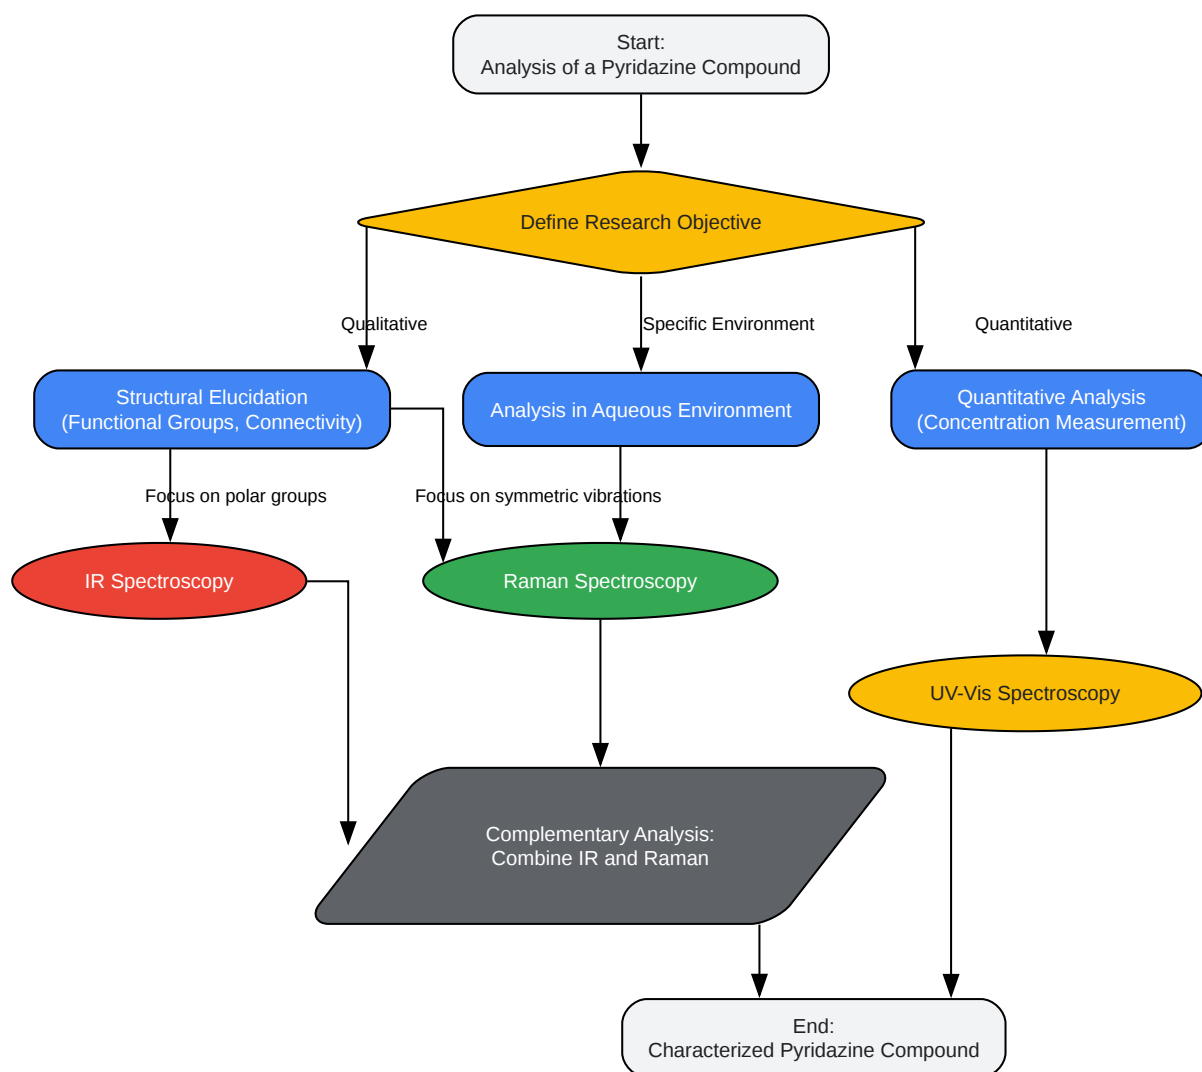 Start:
Analysis of a Pyridazine Compound
Define Research Objective
Qualitative
Specific Environment
Quantitative
Structural Elucidation
(Functional Groups, Connectivity)
Analysis in Aqueous Environment
Quantitative Analysis
(Concentration Measurement)
Focus on polar groups
Focus on symmetric vibrations
IR Spectroscopy
Raman Spectroscopy
UV-Vis Spectroscopy
Complementary Analysis:
Combine IR and Raman
End:
Characterized Pyridazine Compound